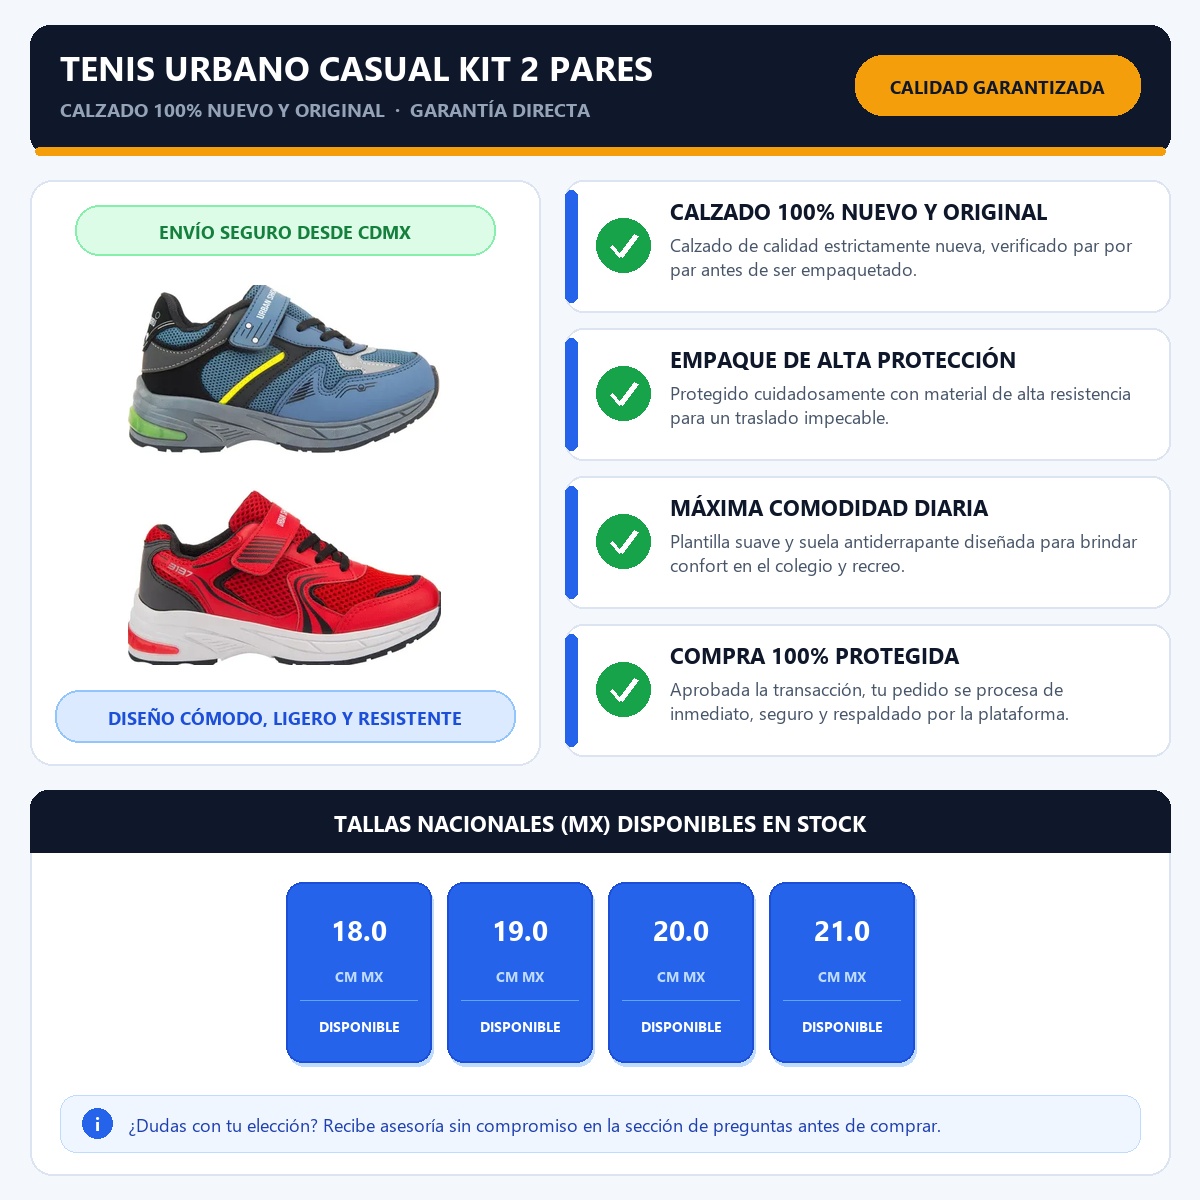 TENIS URBANO CASUAL KIT 2 PARES
CALZADO 100% NUEVO Y ORIGINAL · GARANTÍA DIRECTA
CALIDAD GARANTIZADA
ENVÍO SEGURO DESDE CDMX
URBAN
3137
DISEÑO CÓMODO, LIGERO Y RESISTENTE
CALZADO 100% NUEVO Y ORIGINAL
Calzado de calidad estrictamente nueva, verificado par por
par antes de ser empaquetado.
EMPAQUE DE ALTA PROTECCIÓN
Protegido cuidadosamente con material de alta resistencia
para un traslado impecable.
MÁXIMA COMODIDAD DIARIA
Plantilla suave y suela antiderrapante diseñada para brindar
confort en el colegio y recreo.
COMPRA 100% PROTEGIDA
Aprobada la transacción, tu pedido se procesa de
inmediato, seguro y respaldado por la plataforma.
TALLAS NACIONALES (MX) DISPONIBLES EN STOCK
18.0
CM MX
DISPONIBLE
19.0
CM MX
DISPONIBLE
20.0
CM MX
DISPONIBLE
21.0
CM MX
DISPONIBLE
¿Dudas con tu elección? Recibe asesoría sin compromiso en la sección de preguntas antes de comprar.